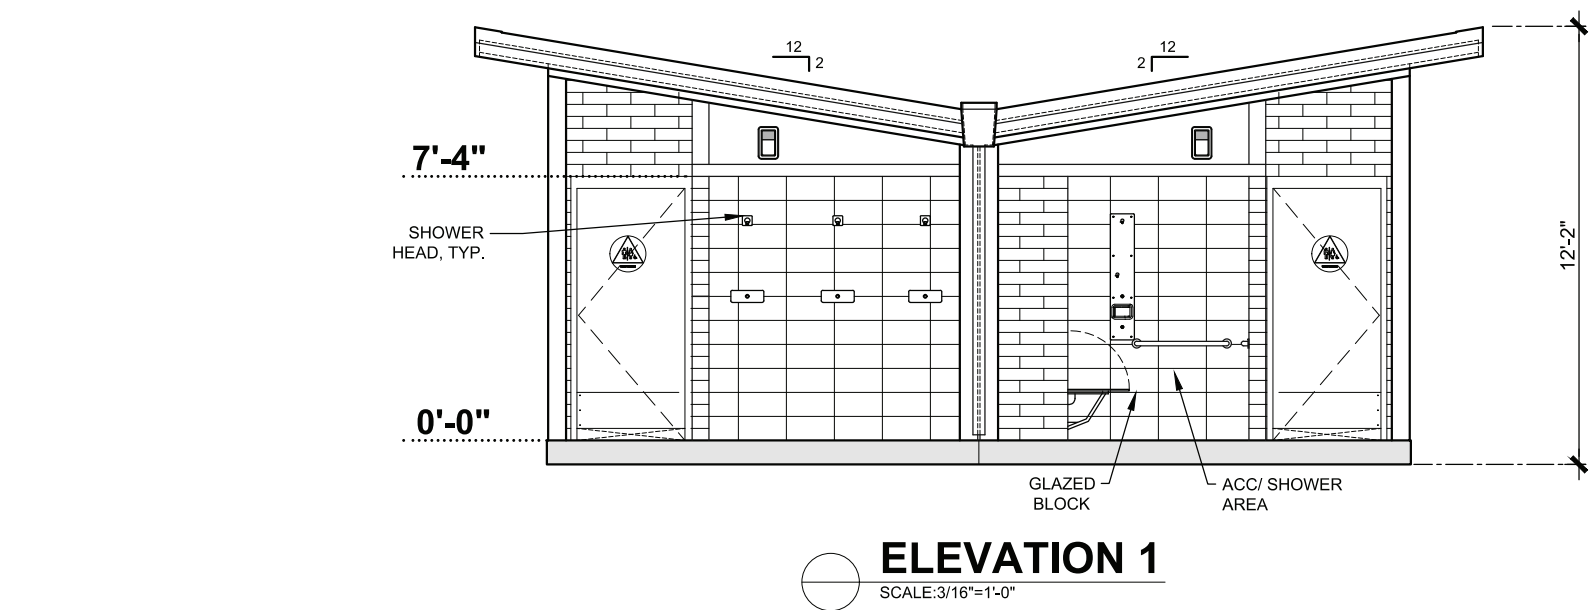 12
2
12
2
7'-4"
SHOWER
HEAD, TYP.
12'-2"
0'-0"
GLAZED
BLOCK
ACC/ SHOWER
AREA
ELEVATION 1
SCALE:3/16"=1'-0"